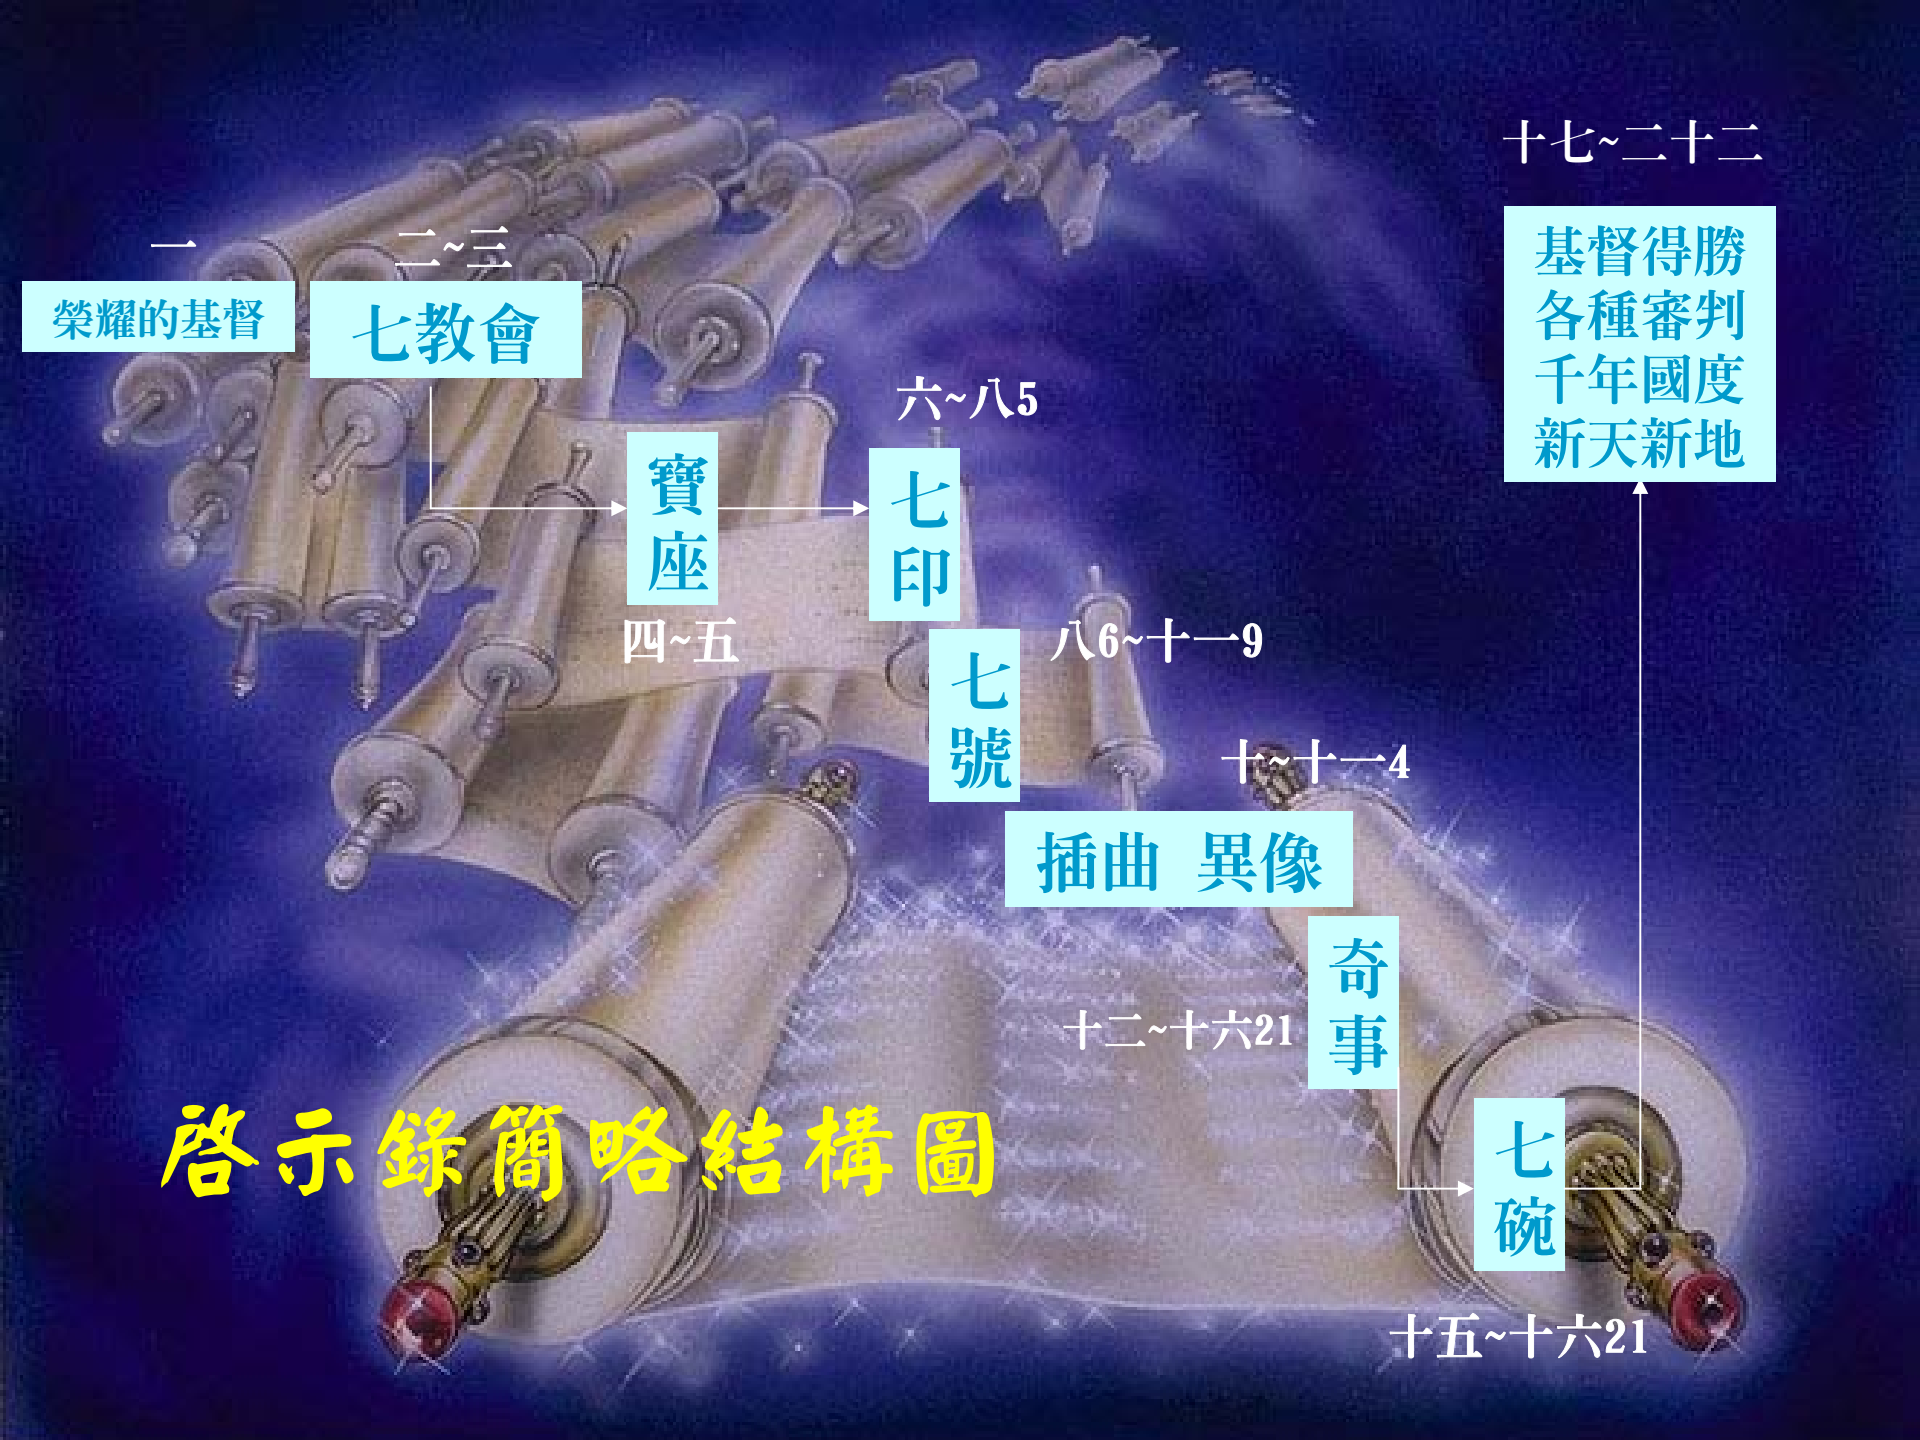 一
榮耀的基督
二~三
七教會
寶座
四~五
六~八5
七印
七號
八6~十一9
十~十一4
插曲 異像
奇事
十二~十六21
七碗
十五~十六21
十七~二十二
基督得勝
各種審判
千年國度
新天新地
啓示錄簡略結構圖